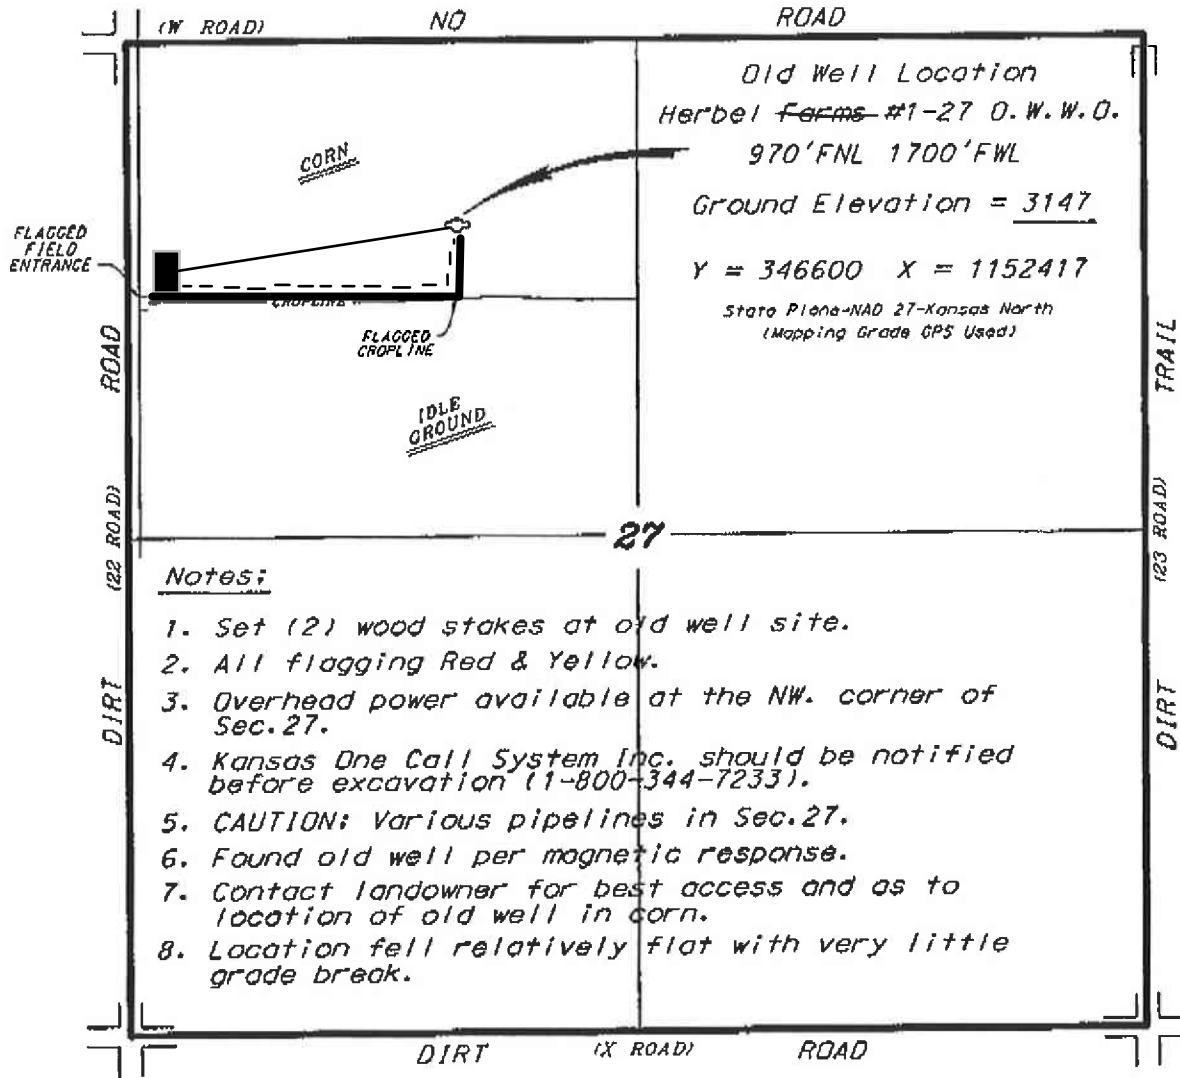 (W ROAD) NO ROAD
Old Well Location
Herbel Farms #1-27 O.W.W.O.
970'FNL 1700'FWL
Ground Elevation = 3147
Y = 346600 X = 1152417
State Plane-NAD 27-Kansas North
(Mapping Grade GPS Used)
CORN
FLAGGED
FIELD
ENTRANCE
CROPLINE
FLAGGED
CROPLINE
IDLE
GROUND
ROAD
(22 ROAD)
DIRT
TRAIL
(23 ROAD)
DIRT
27
Notes:
1. Set (2) wood stakes at old well site.
2. All flagging Red & Yellow.
3. Overhead power available at the NW. corner of
Sec.27.
4. Kansas One Call System Inc. should be notified
before excavation (1-800-344-7233).
5. CAUTION: Various pipelines in Sec.27.
6. Found old well per magnetic response.
7. Contact landowner for best access and as to
location of old well in corn.
8. Location fell relatively flat with very little
grade break.
DIRT (X ROAD) ROAD